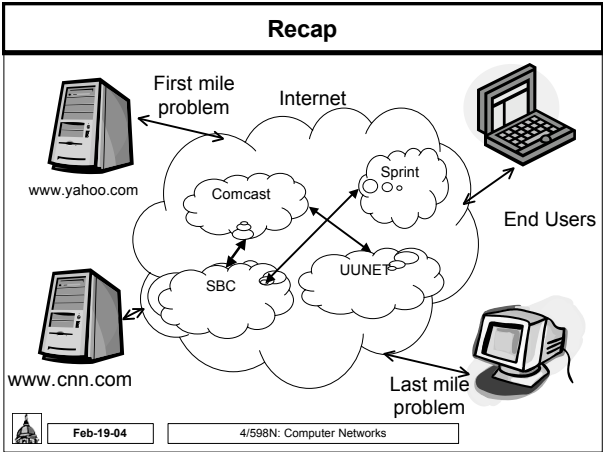 Recap
First mile
problem
Internet
www.yahoo.com
Comcast
Sprint
End Users
SBC
UUNET
www.cnn.com
Last mile
problem
Feb-19-04
4/598N: Computer Networks